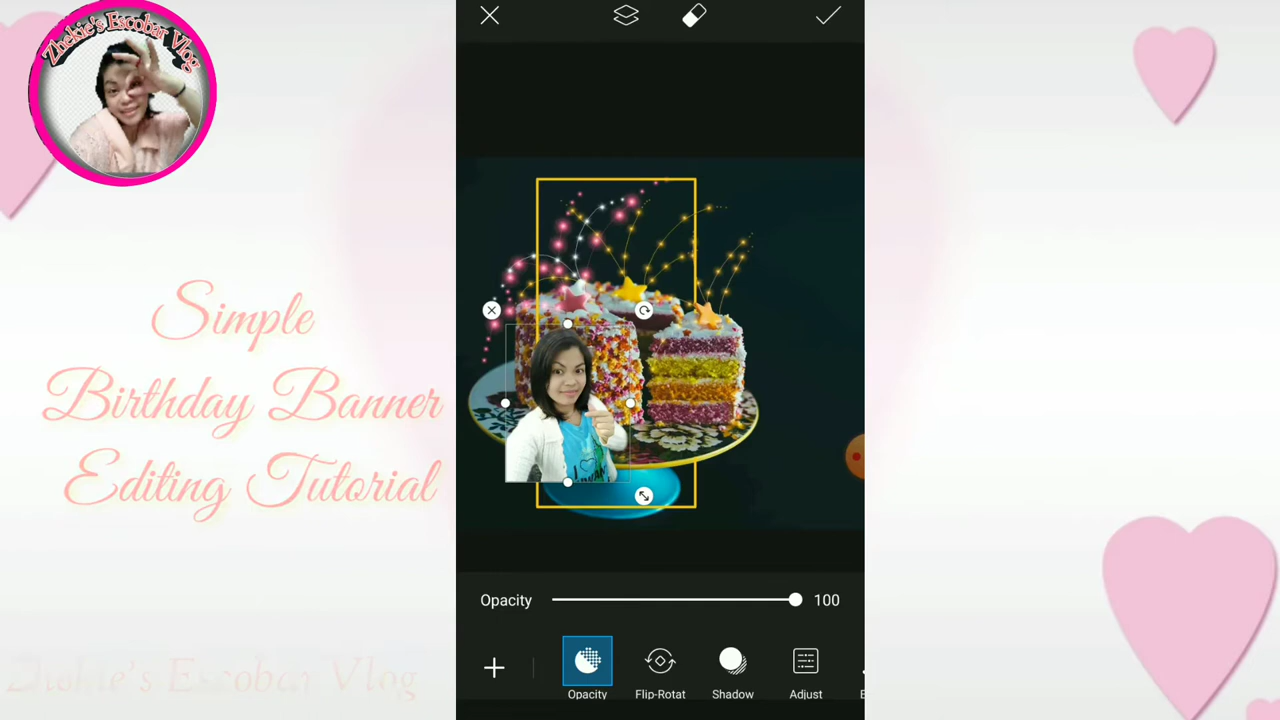 Zhekie's Escobar Vlog
Simple
Birthday Banner
Editing Tutorial
Zhekie's Escobar Vlog
Opacity 100
Opacity Flip-Rotat Shadow Adjust